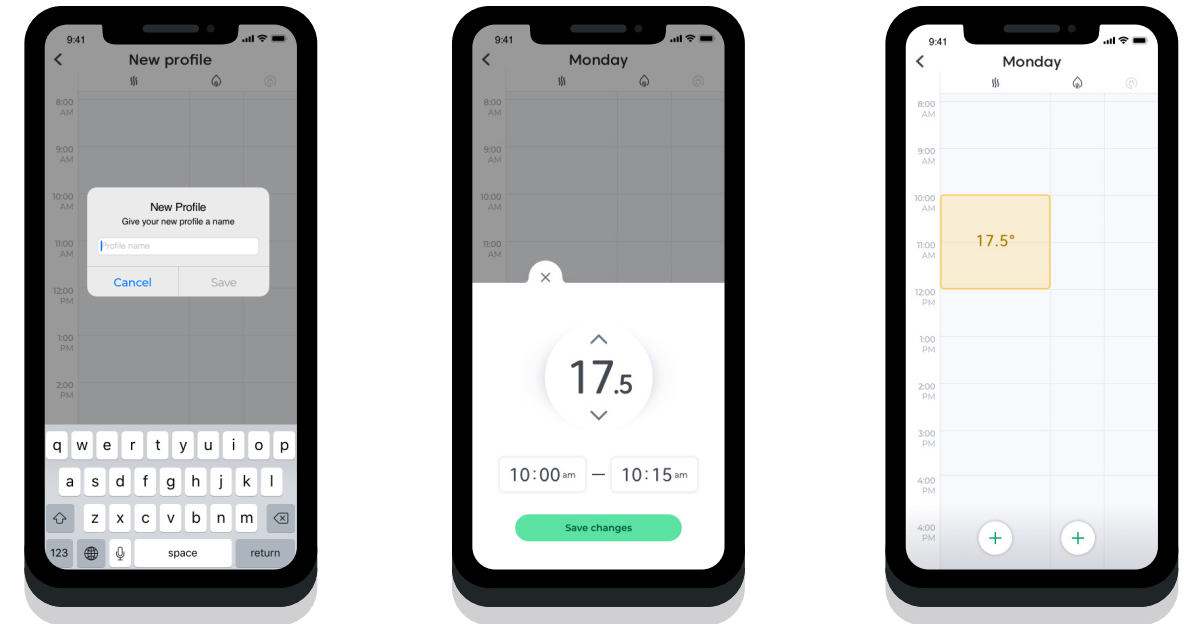 9:41
New profile
8:00
AM
9:00
AM
10:00
AM
New Profile
Give your new profile a name
11:00
AM
Profile name
Cancel
Save
12:00
PM
1:00
PM
2:00
PM
q w e r t y u i o p
a s d f g h j k l
z x c v b n m
123
space
return
9:41
Monday
8:00
AM
9:00
AM
10:00
AM
11:00
AM
17.5
10:00 am — 10:15 am
Save changes
9:41
Monday
8:00
AM
9:00
AM
10:00
AM
17.5°
11:00
AM
12:00
PM
1:00
PM
2:00
PM
3:00
PM
4:00
PM
4:00
PM